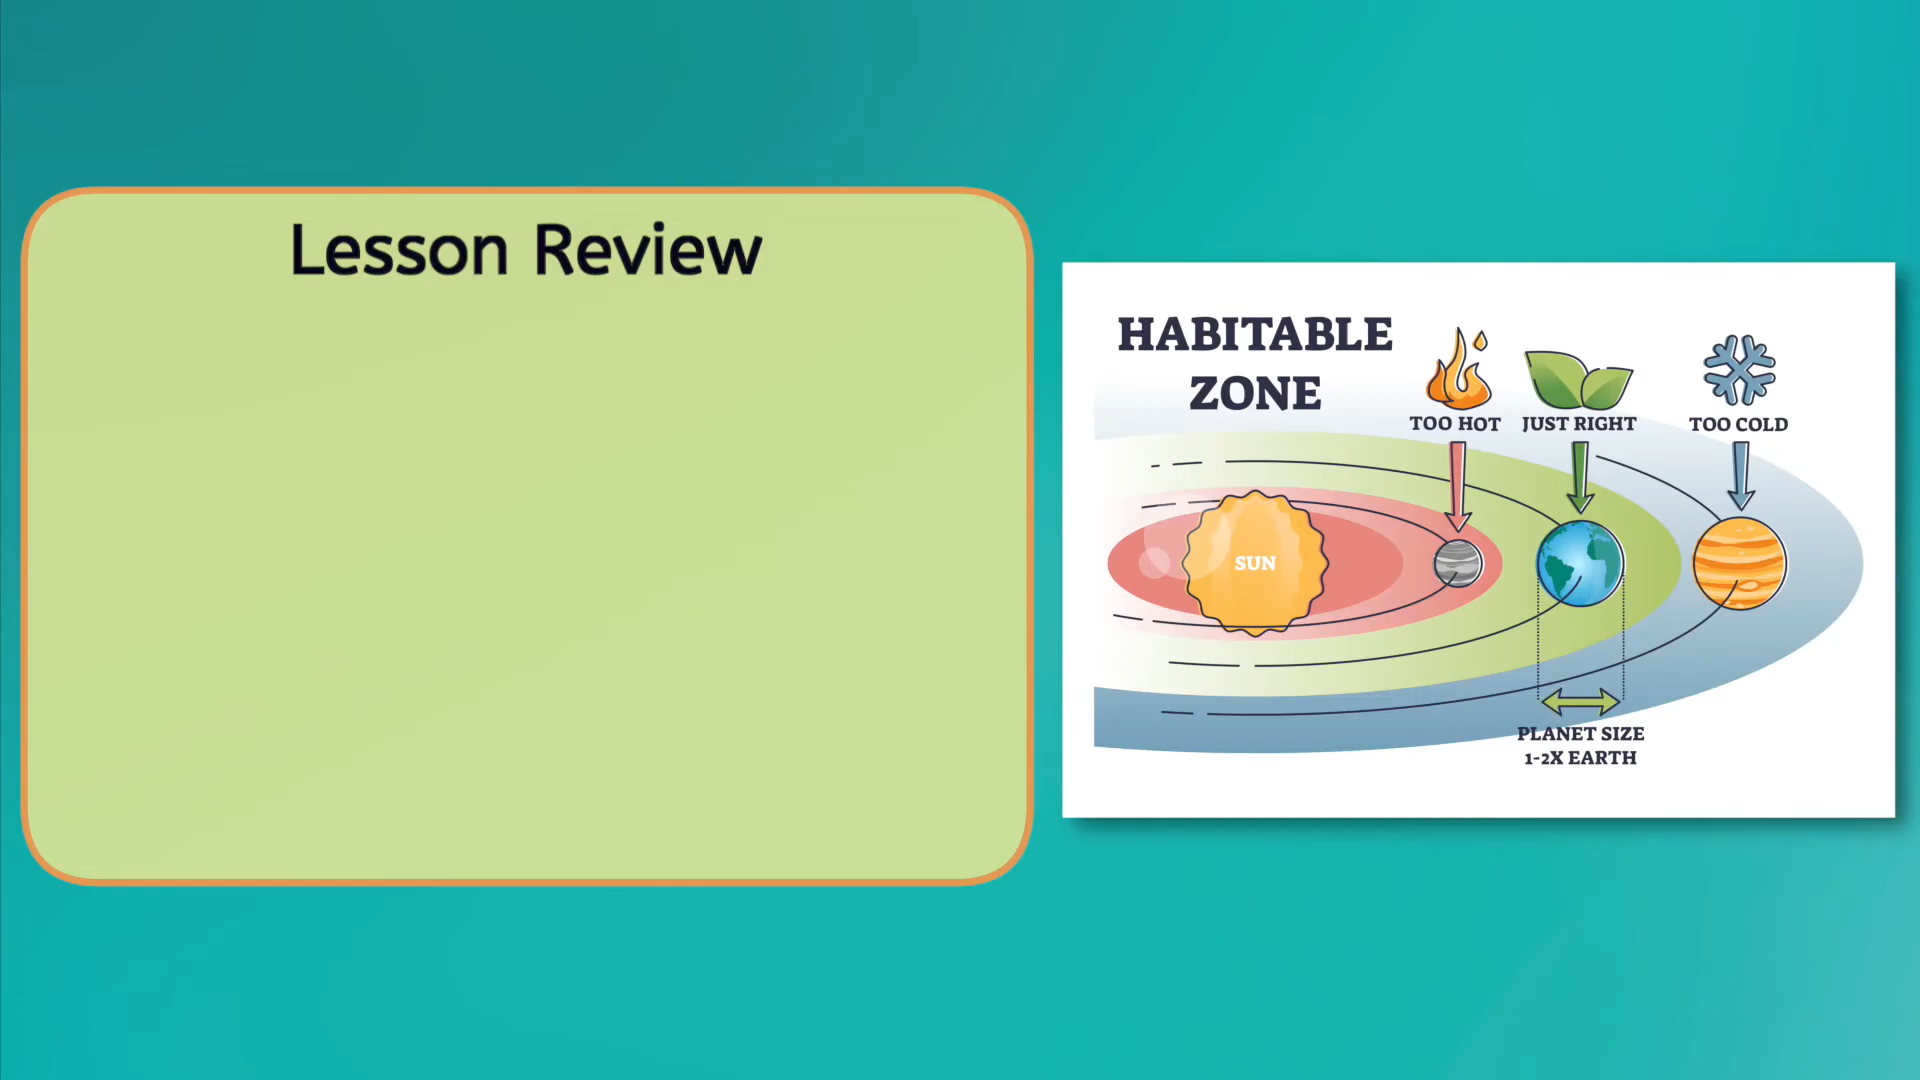 Lesson Review
HABITABLE
ZONE
TOO HOT
JUST RIGHT
TOO COLD
SUN
PLANET SIZE
1-2X EARTH